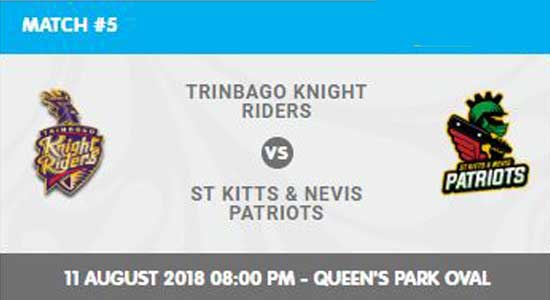 MATCH #5
TRINBAGO KNIGHT
RIDERS
VS
ST KITTS & NEVIS
PATRIOTS
TRINBAGO
Knight
Riders
ST KITTS & NEVIS
PATRIOTS
11 AUGUST 2018 08:00 PM - QUEEN'S PARK OVAL